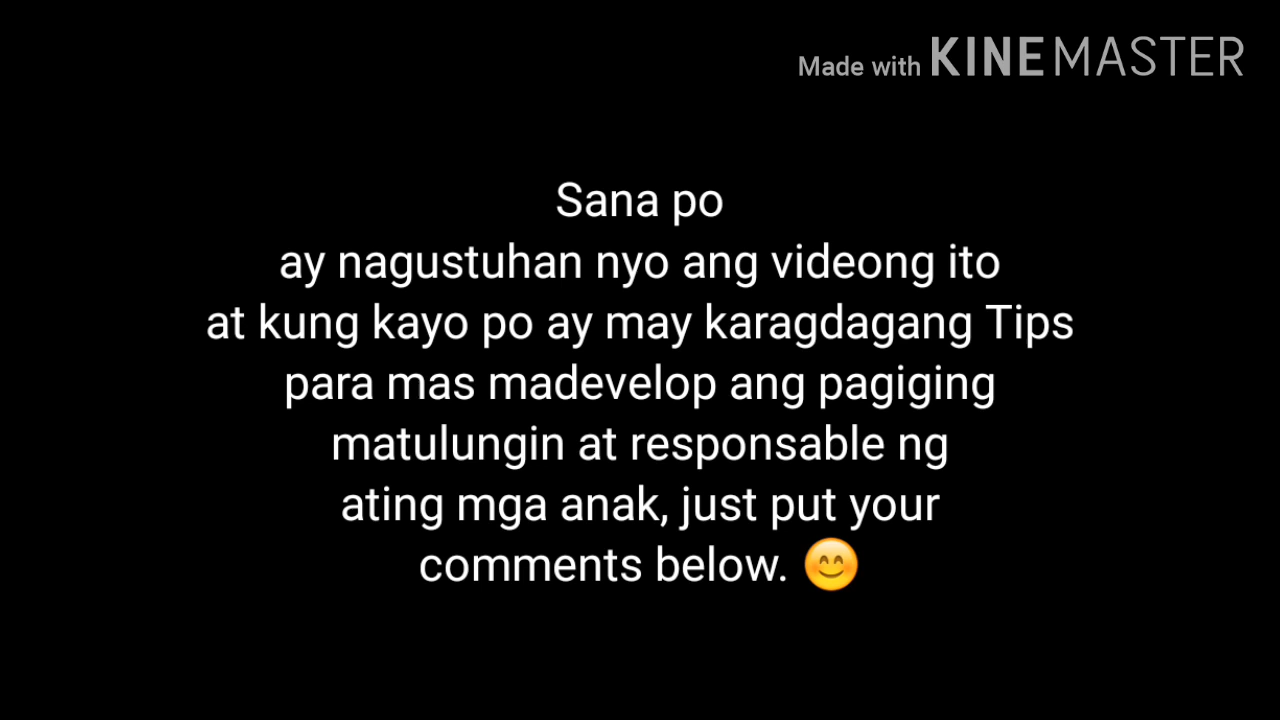 Made with KINEMASTER
Sana po
ay nagustuhan nyo ang videong ito
at kung kayo po ay may karagdagang Tips
para mas madevelop ang pagiging
matulungin at responsable ng
ating mga anak, just put your
comments below. 😊